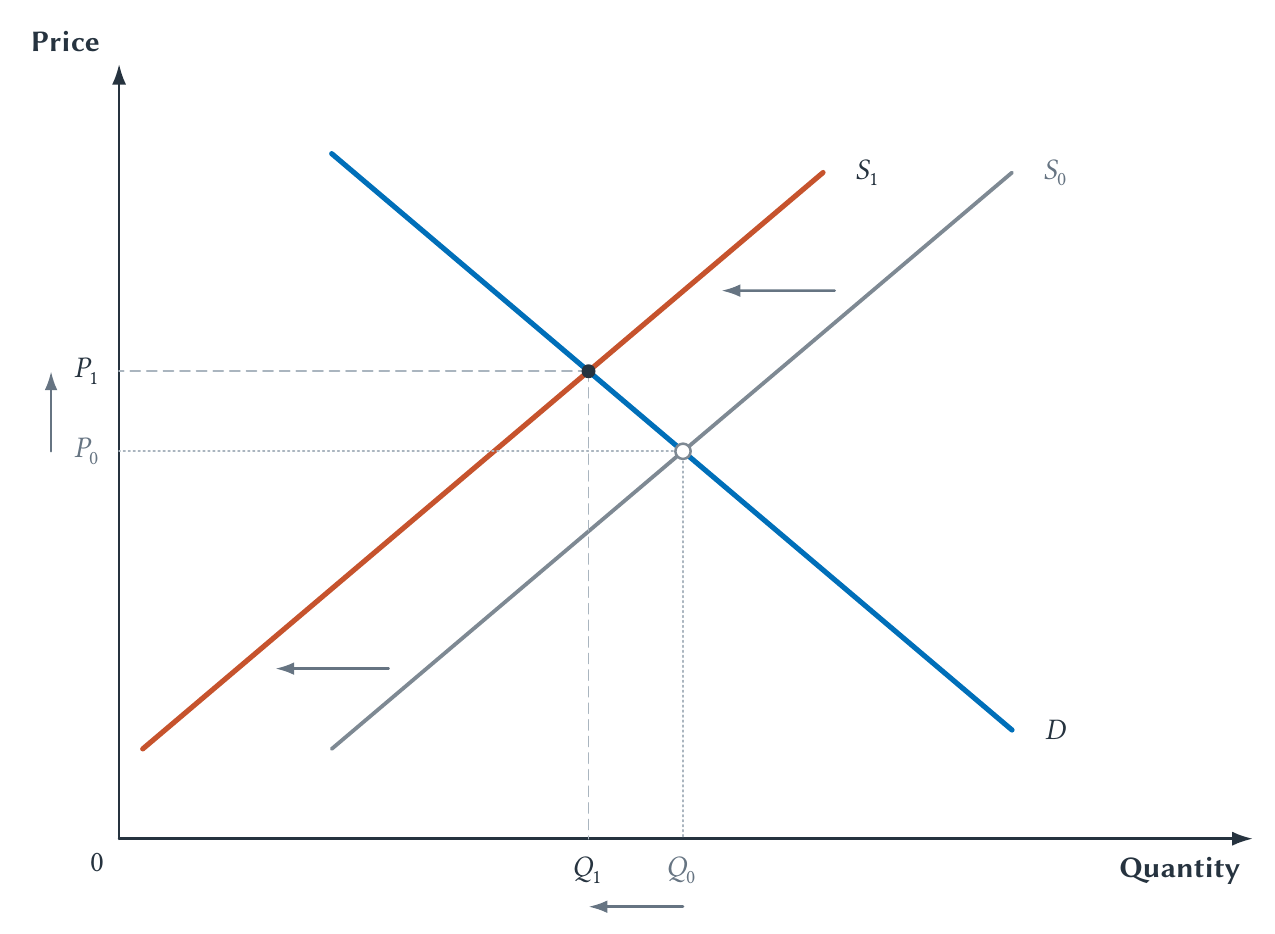 Price
S₁
S₀
P₁
P₀
D
0
Q₁
Q₀
Quantity